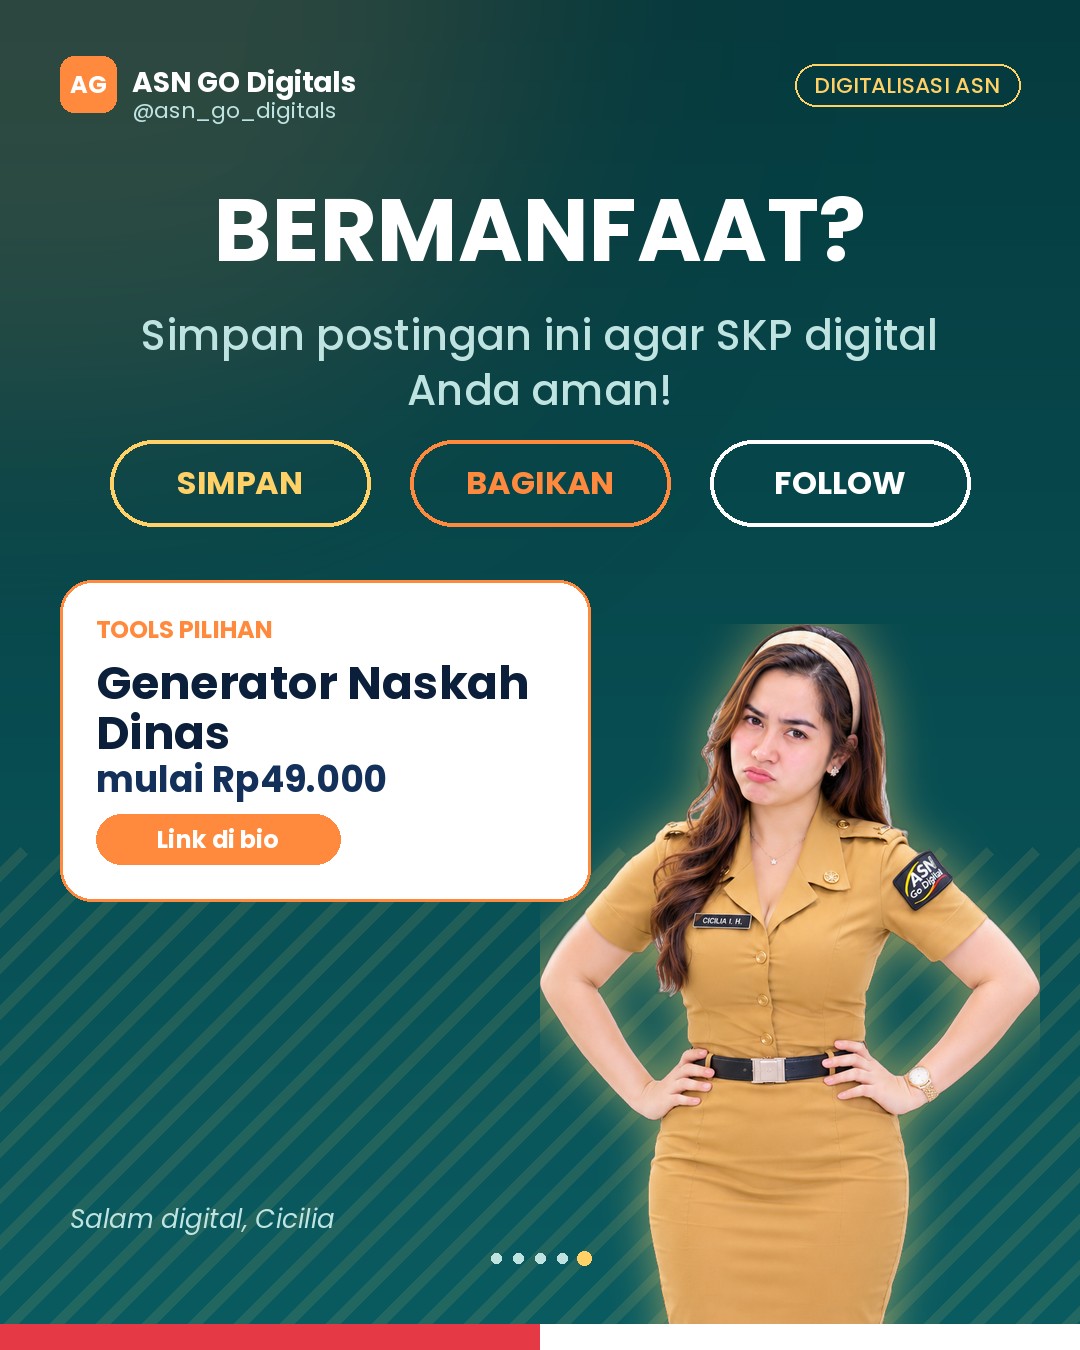 AG
ASN GO Digitals
@asn_go_digitals
DIGITALISASI ASN
BERMANFAAT?
Simpan postingan ini agar SKP digital
Anda aman!
SIMPAN
BAGIKAN
FOLLOW
TOOLS PILIHAN
Generator Naskah
Dinas
mulai Rp49.000
Link di bio
ASN
Go Digital
CICILIA I. H.
Salam digital, Cicilia